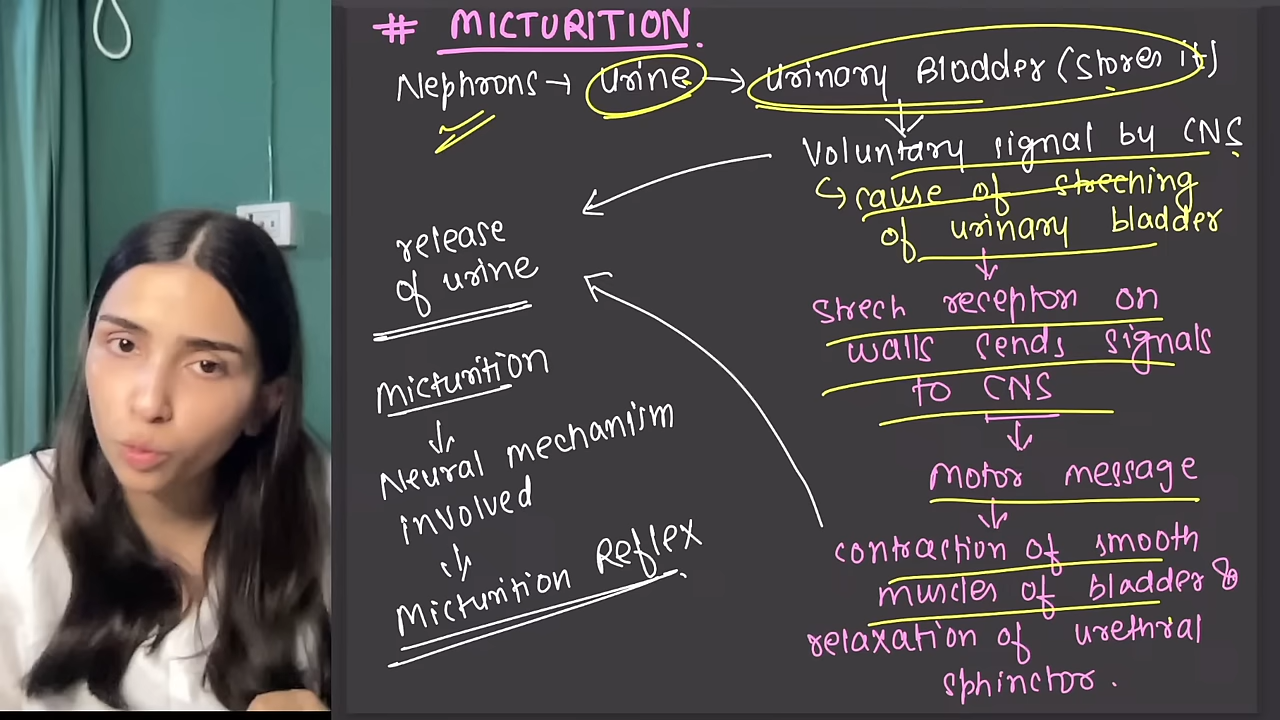 # MICTURITION.
Nephrons → urine → urinary Bladder (stores it)
Voluntary signal by CNS
↳ cause of streching
of urinary bladder
strech receptor on
walls sends signals
to CNS
motor message
contraction of smooth
muscles of bladder &
relaxation of urethral
sphinctor.
release
of urine
micturition
Neural mechanism
involved
Micturition Reflex